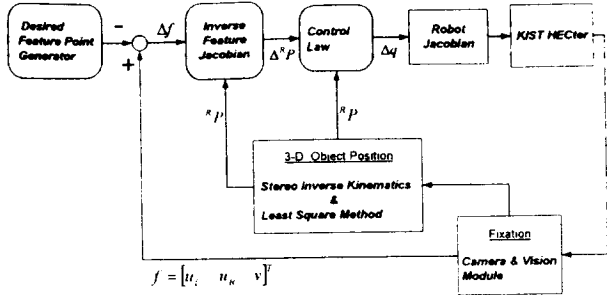 Desired
Feature Point
Generator
−
+
Δf
Inverse
Feature
Jacobian
Δ^R P
Control
Law
Δq
Robot
Jacobian
KIST HECter
^R P
^R P
3-D Object Position
Stereo Inverse Kinematics
&
Least Square Method
Fixation
Camera & Vision
Module
f = [u_L u_R v]^T